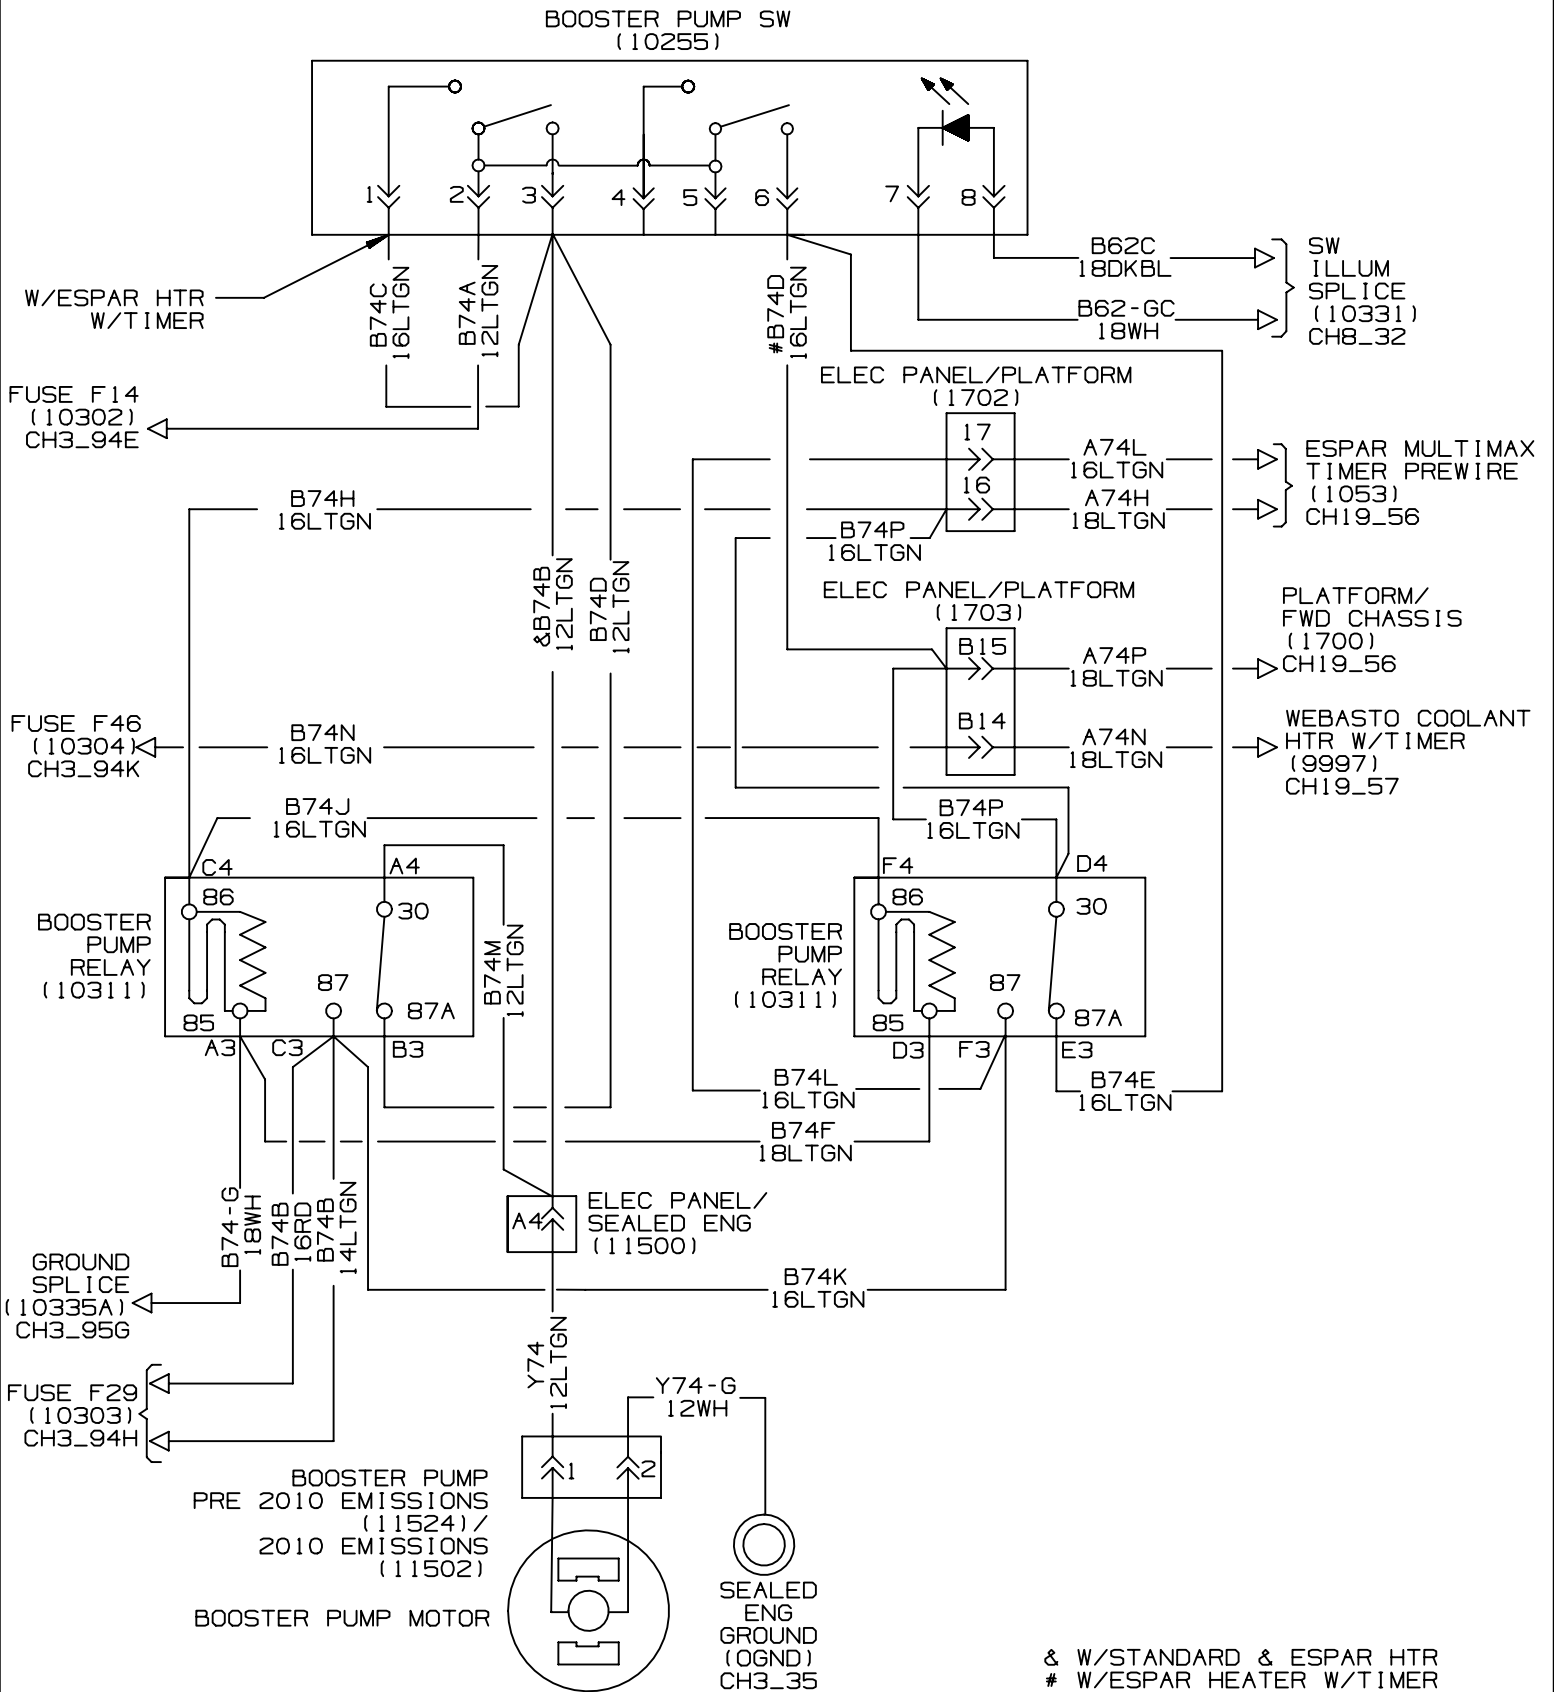 BOOSTER PUMP SW
(10255)
1
2
3
4
5
6
7
8
W/ESPAR HTR
W/TIMER
B74C
16LTGN
B74A
12LTGN
#B74D
16LTGN
B62C
18DKBL
B62-GC
18WH
SW
ILLUM
SPLICE
(10331)
CH8_32
FUSE F14
(10302)
CH3_94E
ELEC PANEL/PLATFORM
(1702)
17
16
A74L
16LTGN
A74H
18LTGN
ESPAR MULTIMAX
TIMER PREWIRE
(1053)
CH19_56
B74H
16LTGN
B74P
16LTGN
&B74B
12LTGN
B74D
12LTGN
ELEC PANEL/PLATFORM
(1703)
B15
B14
A74P
18LTGN
A74N
18LTGN
PLATFORM/
FWD CHASSIS
(1700)
CH19_56
WEBASTO COOLANT
HTR W/TIMER
(9997)
CH19_57
FUSE F46
(10304)
CH3_94K
B74N
16LTGN
B74J
16LTGN
B74P
16LTGN
C4
A4
86
30
BOOSTER
PUMP
RELAY
(10311)
87
85
87A
A3
C3
B3
B74M
12LTGN
F4
D4
86
30
BOOSTER
PUMP
RELAY
(10311)
87
85
87A
D3
F3
E3
B74L
16LTGN
B74E
16LTGN
B74F
18LTGN
B74-G
18WH
B74B
16RD
B74B
14LTGN
A4
ELEC PANEL/
SEALED ENG
(11500)
GROUND
SPLICE
(10335A)
CH3_95G
B74K
16LTGN
FUSE F29
(10303)
CH3_94H
Y74
12LTGN
Y74-G
12WH
1
2
BOOSTER PUMP
PRE 2010 EMISSIONS
(11524)/
2010 EMISSIONS
(11502)
BOOSTER PUMP MOTOR
SEALED
ENG
GROUND
(OGND)
CH3_35
& W/STANDARD & ESPAR HTR
# W/ESPAR HEATER W/TIMER